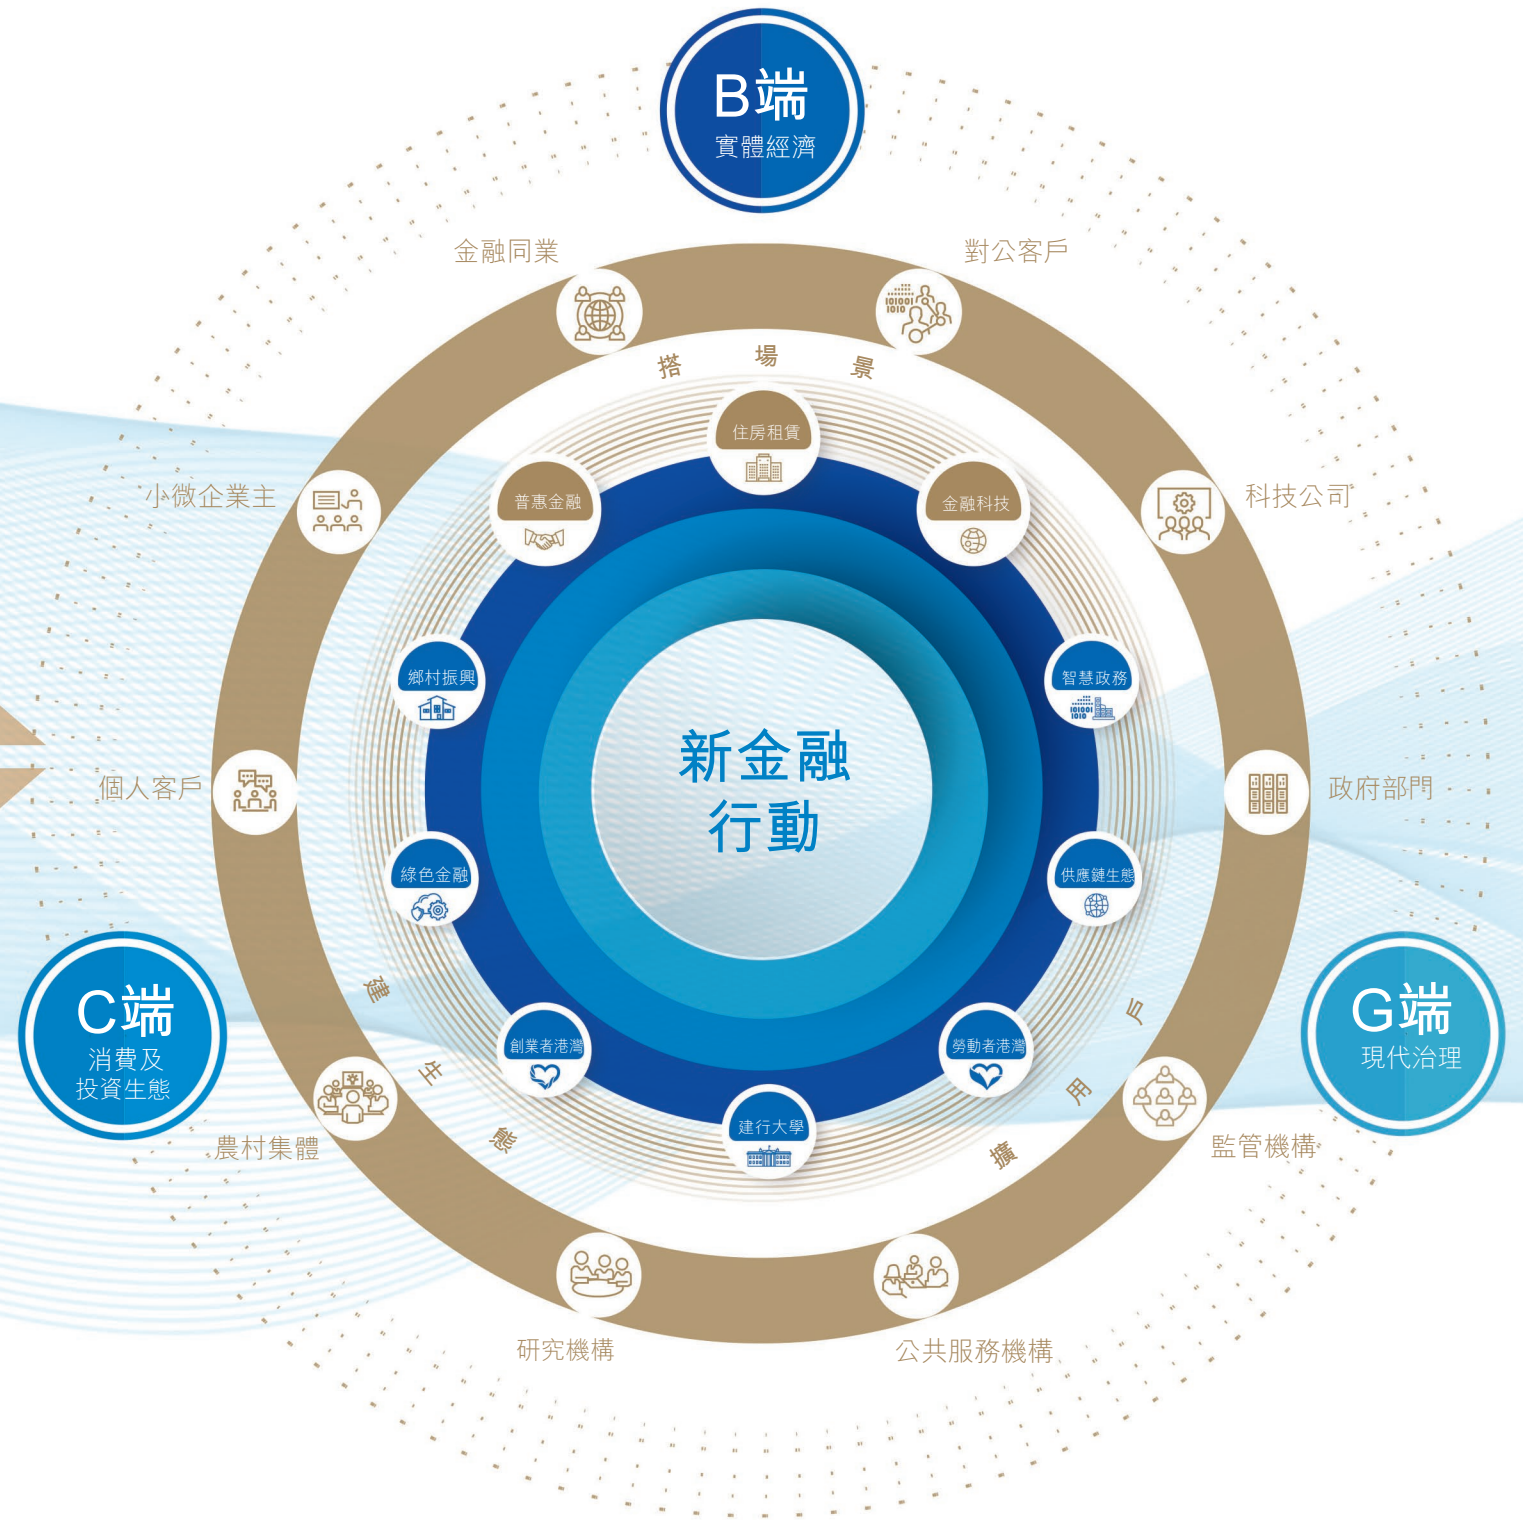 B端
實體經濟
金融同業
對公客戶
搭場景
住房租賃
普惠金融
金融科技
小微企業主
科技公司
101001
1010
鄉村振興
智慧政務
101001
1010
新金融
行動
個人客戶
政府部門
綠色金融
供應鏈生態
C端
消費及
投資生態
G端
現代治理
建生態
擴用戶
創業者港灣
勞動者港灣
建行大學
農村集體
監管機構
研究機構
公共服務機構